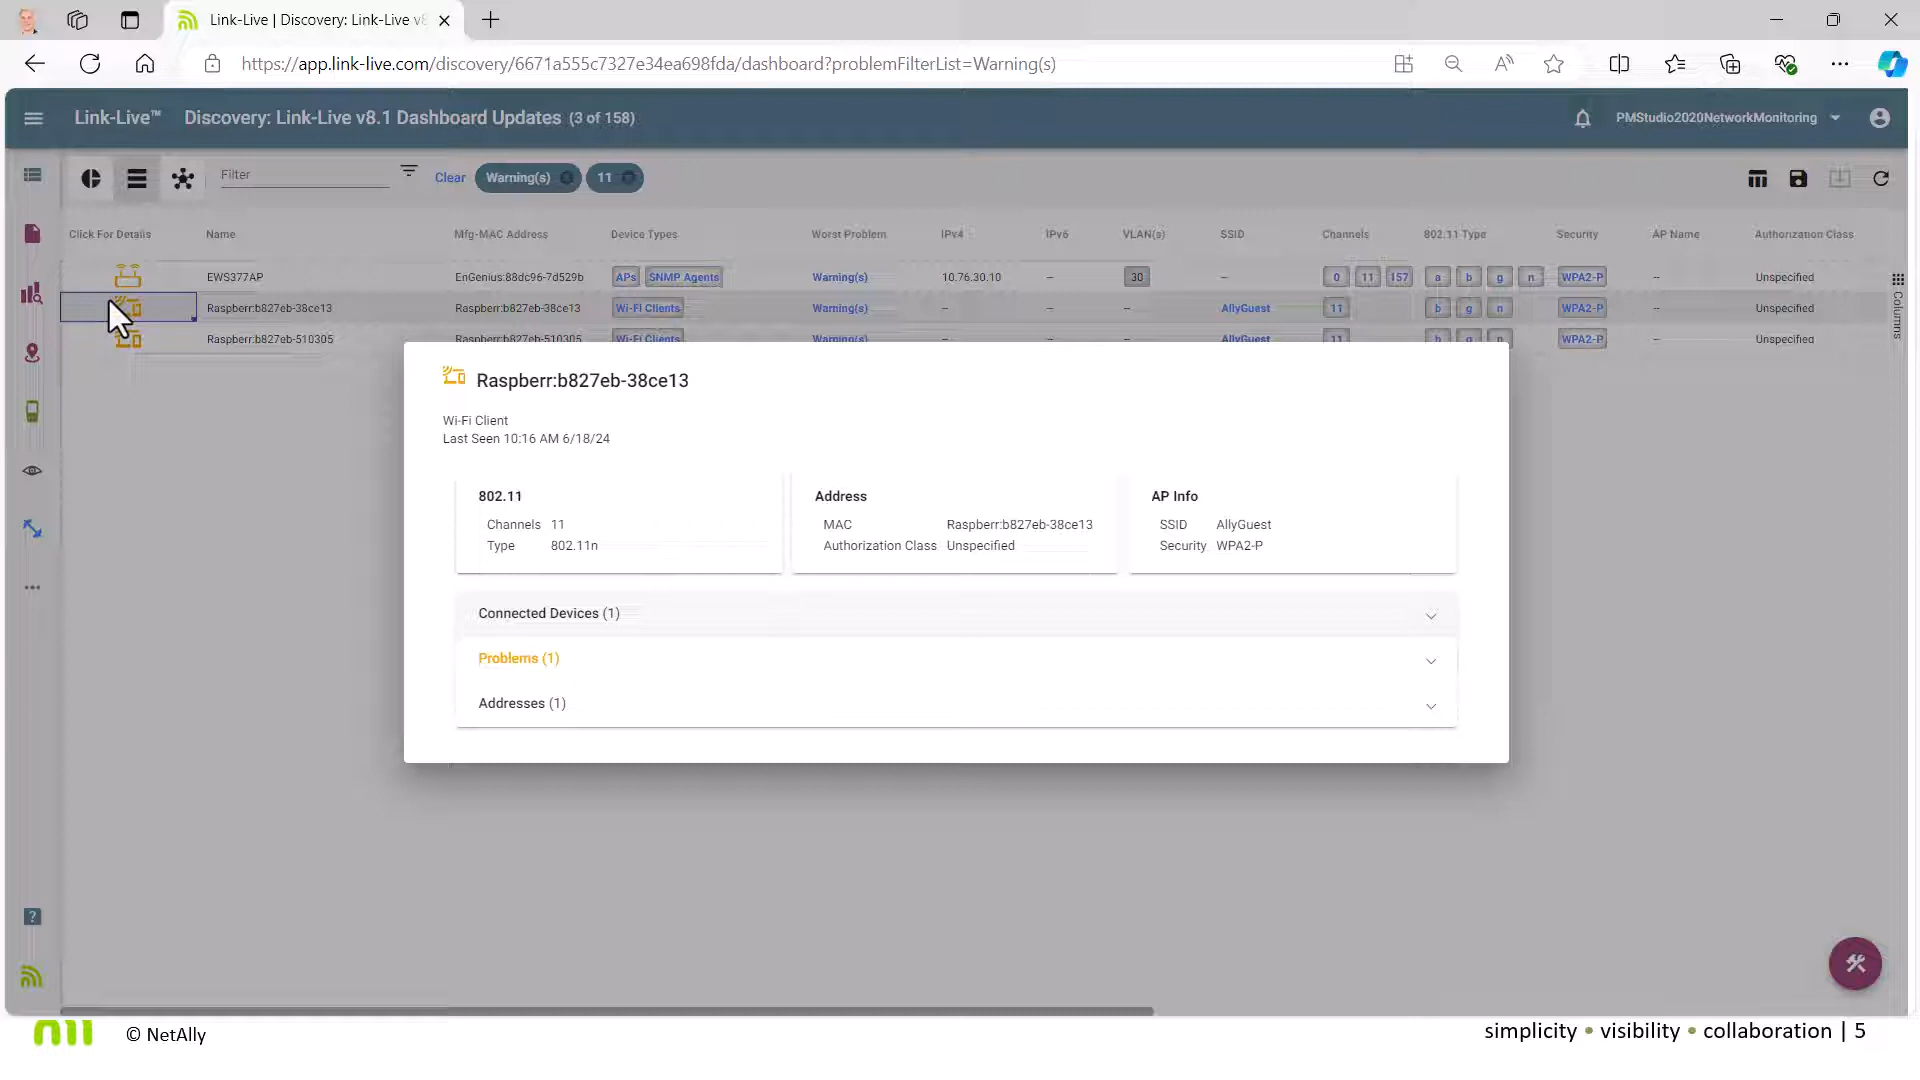 Link-Live | Discovery: Link-Live v8
https://app.link-live.com/discovery/6671a555c7327e34ea698fda/dashboard?problemFilterList=Warning(s)
Link-Live™ Discovery: Link-Live v8.1 Dashboard Updates (3 of 158) PMStudio2020NetworkMonitoring
Filter Clear Warning(s) 11
Click For Details Name Mfg-MAC Address Device Types Worst Problem IPv4 IPv6 VLAN(s) SSID Channels 802.11 Type Security AP Name Authorization Class
EWS377AP EnGenius:88dc96-7d529b APs SNMP Agents Warning(s) 10.76.30.10 -- 30 -- 0 11 157 a b g n WPA2-P -- Unspecified
Raspberr:b827eb-38ce13 Raspberr:b827eb-38ce13 Wi-Fi Clients Warning(s) -- -- -- AllyGuest 11 b g n WPA2-P -- Unspecified
Raspberr:b827eb-510305 Raspberr:b827eb-510305 Wi-Fi Clients Warning(s) AllyGuest 11 b g n WPA2-P -- Unspecified
Columns
Raspberr:b827eb-38ce13
Wi-Fi Client
Last Seen 10:16 AM 6/18/24
802.11
Channels 11
Type 802.11n
Address
MAC Raspberr:b827eb-38ce13
Authorization Class Unspecified
AP Info
SSID AllyGuest
Security WPA2-P
Connected Devices (1)
Problems (1)
Addresses (1)
?
© NetAlly
simplicity • visibility • collaboration | 5